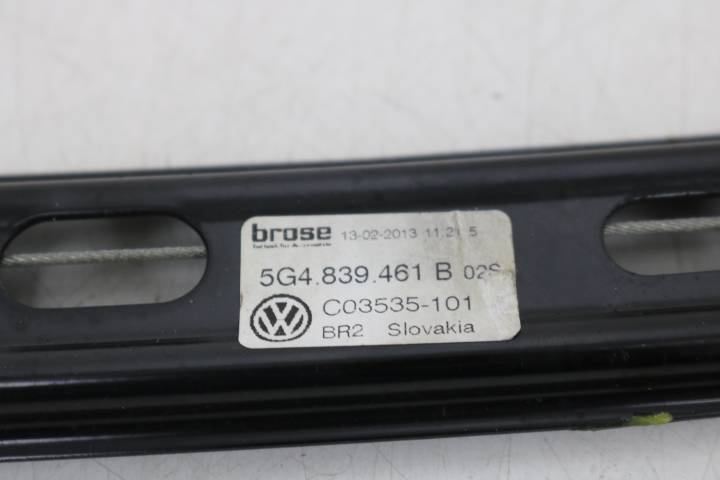 brose 13-02-2013
5G4.839.461 B 02S
C03535-101
BR2 Slovakia